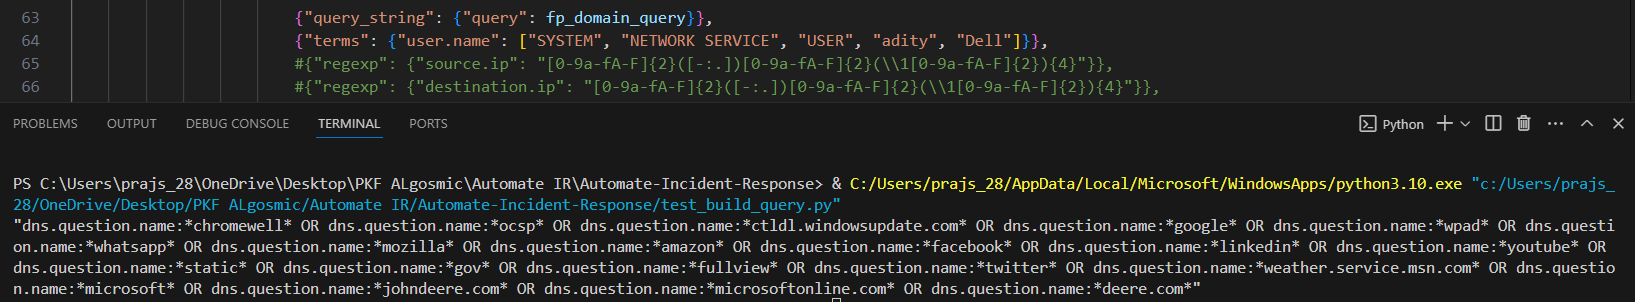 63 {"query_string": {"query": fp_domain_query}},
64 {"terms": {"user.name": ["SYSTEM", "NETWORK SERVICE", "USER", "adity", "Dell"]}},
65 #{"regexp": {"source.ip": "[0-9a-fA-F]{2}([-:.])[0-9a-fA-F]{2}(\\1[0-9a-fA-F]{2}){4}"}},
66 #{"regexp": {"destination.ip": "[0-9a-fA-F]{2}([-:.])[0-9a-fA-F]{2}(\\1[0-9a-fA-F]{2}){4}"}},
PROBLEMS OUTPUT DEBUG CONSOLE TERMINAL PORTS Python
PS C:\Users\prajs_28\OneDrive\Desktop\PKF ALgosmic\Automate IR\Automate-Incident-Response> & C:/Users/prajs_28/AppData/Local/Microsoft/WindowsApps/python3.10.exe "c:/Users/prajs_
28/OneDrive/Desktop/PKF ALgosmic/Automate IR/Automate-Incident-Response/test_build_query.py"
"dns.question.name:*chromewell* OR dns.question.name:*ocsp* OR dns.question.name:*ctldl.windowsupdate.com* OR dns.question.name:*google* OR dns.question.name:*wpad* OR dns.questi
on.name:*whatsapp* OR dns.question.name:*mozilla* OR dns.question.name:*amazon* OR dns.question.name:*facebook* OR dns.question.name:*linkedin* OR dns.question.name:*youtube* OR
dns.question.name:*static* OR dns.question.name:*gov* OR dns.question.name:*fullview* OR dns.question.name:*twitter* OR dns.question.name:*weather.service.msn.com* OR dns.questio
n.name:*microsoft* OR dns.question.name:*johndeere.com* OR dns.question.name:*microsoftonline.com* OR dns.question.name:*deere.com*"